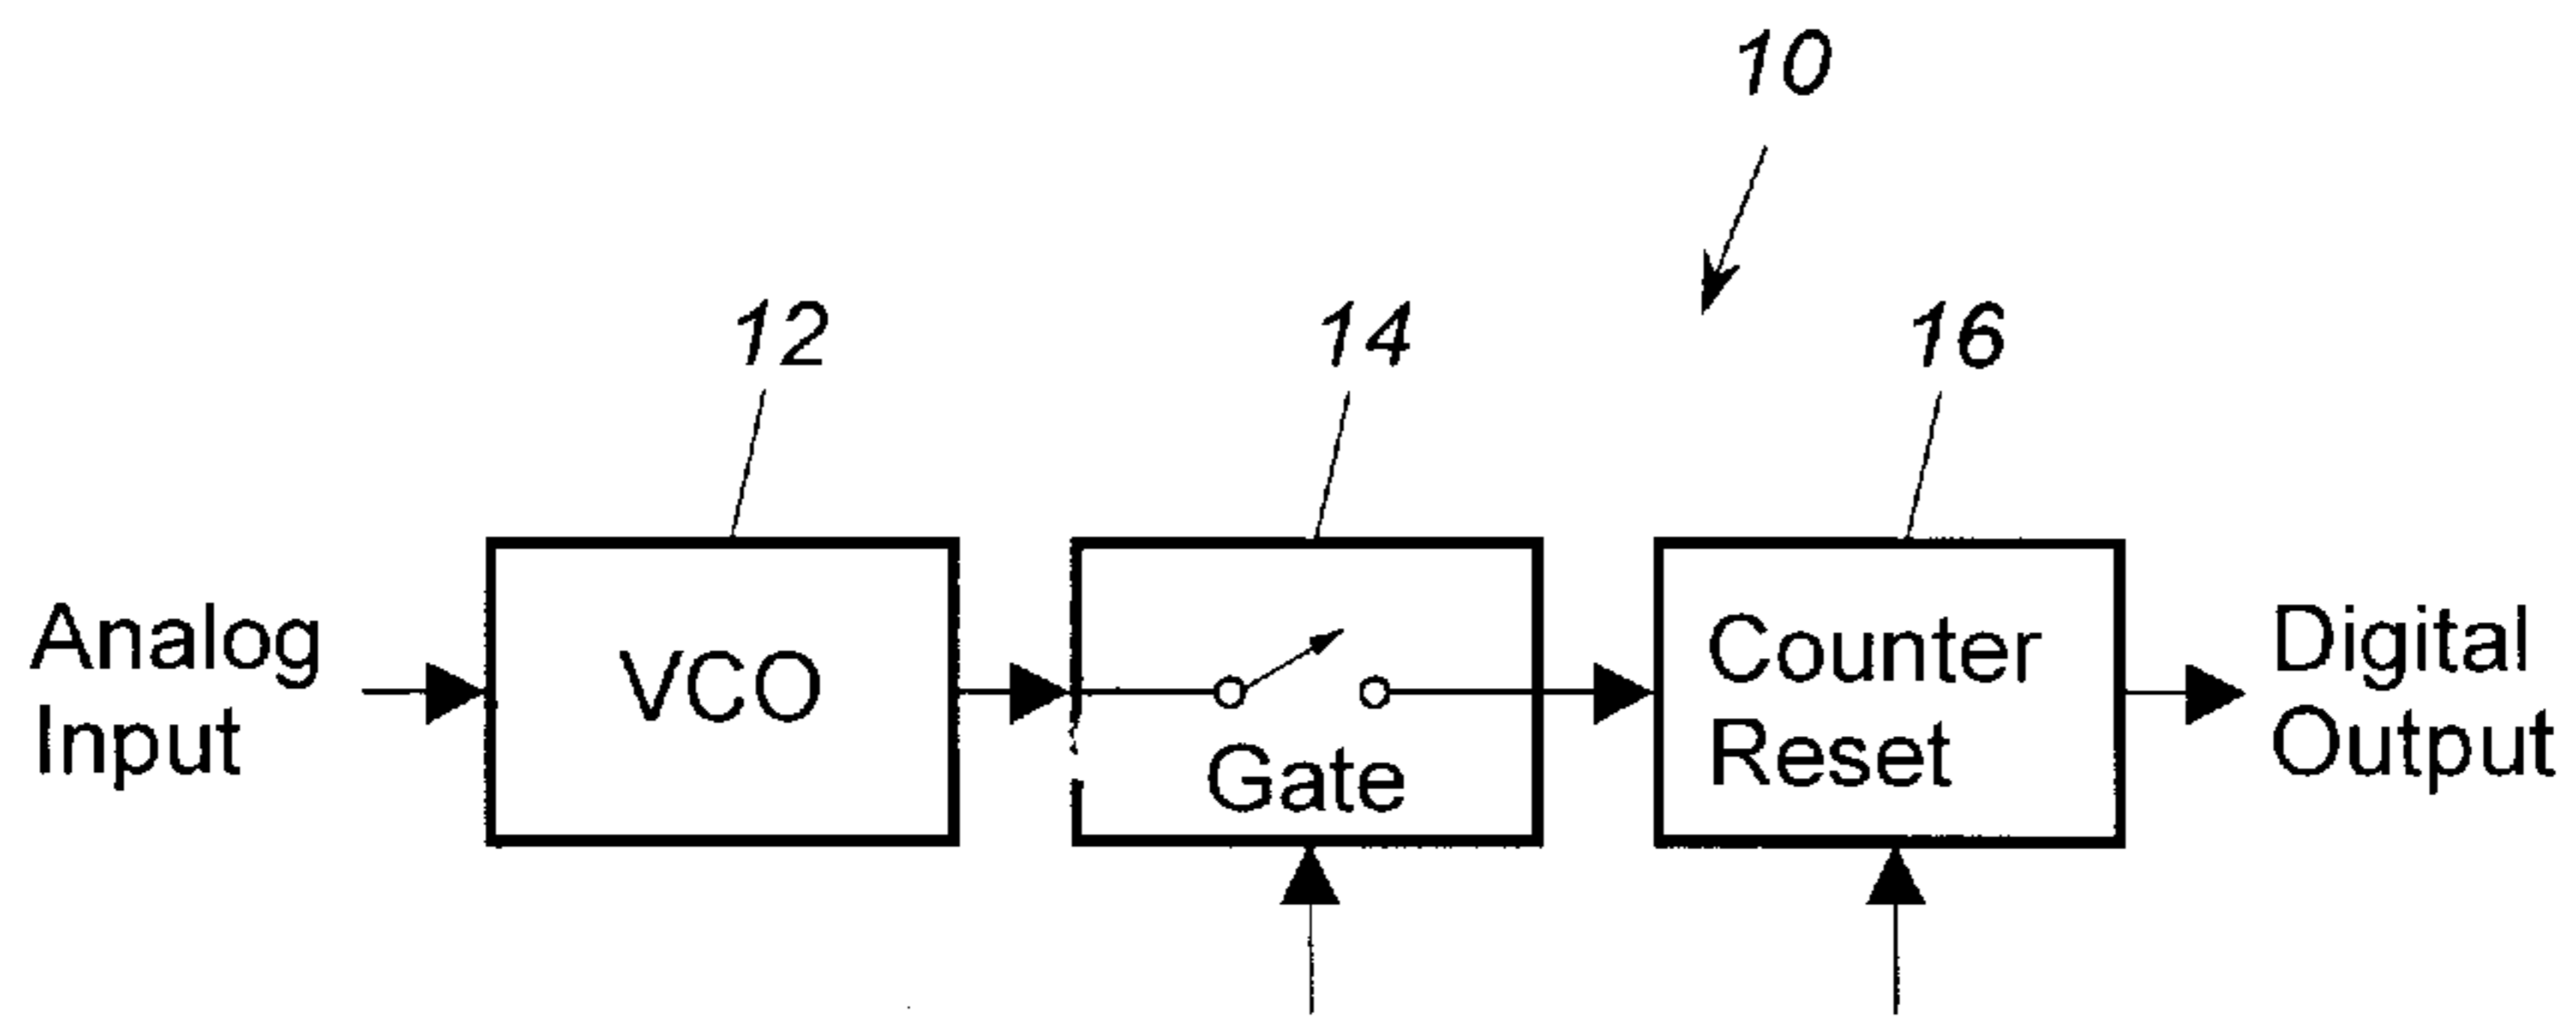 10
12
14
16
Analog
Input
VCO
Gate
Counter
Reset
Digital
Output